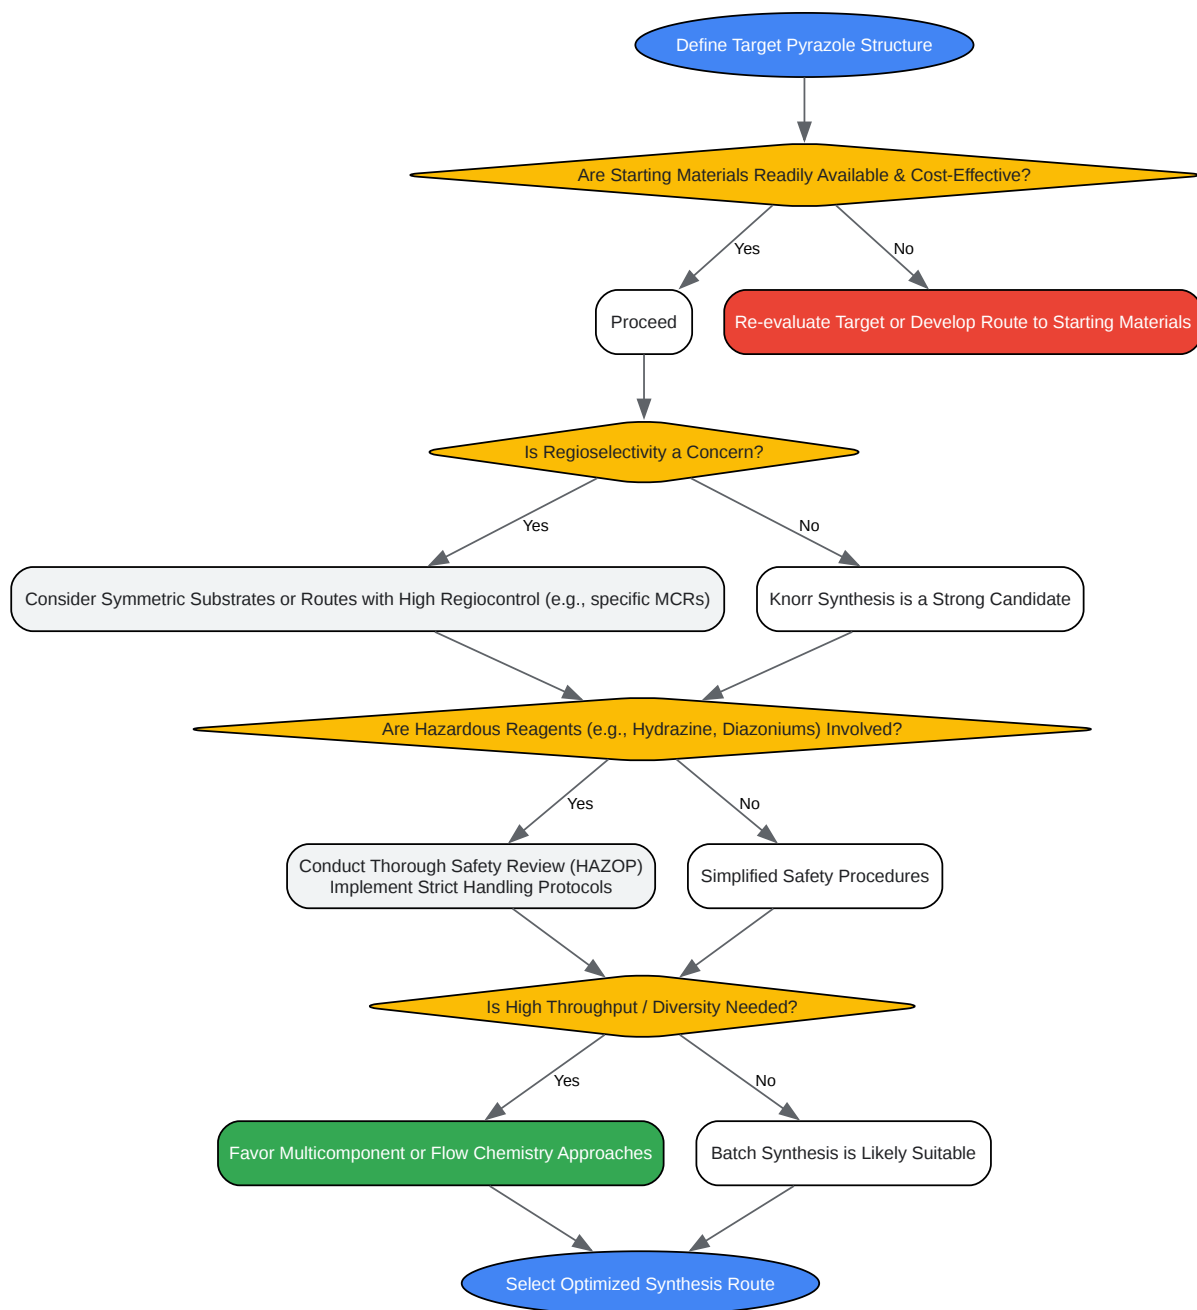 Define Target Pyrazole Structure
Are Starting Materials Readily Available & Cost-Effective?
Yes
No
Proceed
Re-evaluate Target or Develop Route to Starting Materials
Is Regioselectivity a Concern?
Yes
No
Consider Symmetric Substrates or Routes with High Regiocontrol (e.g., specific MCRs)
Knorr Synthesis is a Strong Candidate
Are Hazardous Reagents (e.g., Hydrazine, Diazoniums) Involved?
Yes
No
Conduct Thorough Safety Review (HAZOP)
Implement Strict Handling Protocols
Simplified Safety Procedures
Is High Throughput / Diversity Needed?
Yes
No
Favor Multicomponent or Flow Chemistry Approaches
Batch Synthesis is Likely Suitable
Select Optimized Synthesis Route